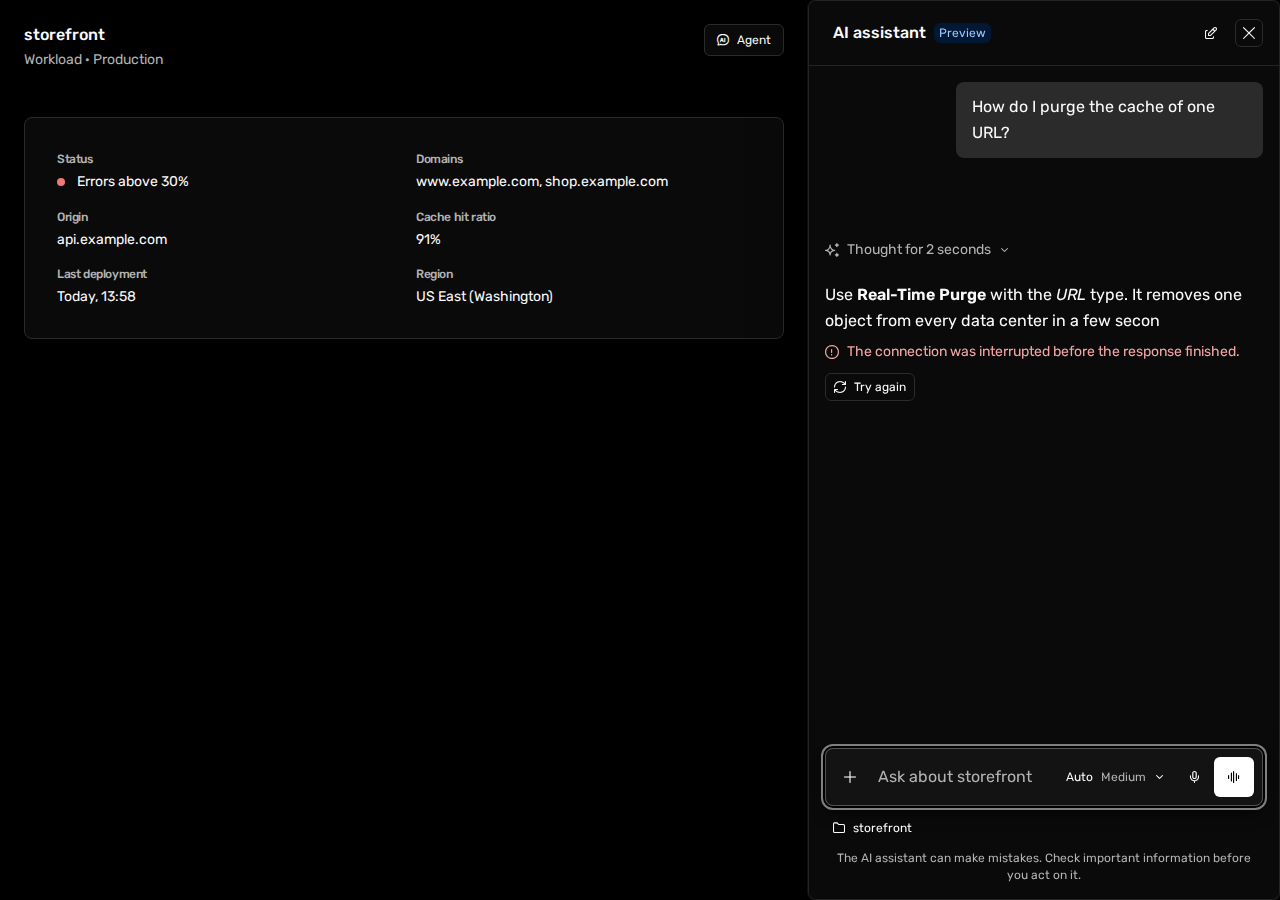 storefront
Workload • Production
Agent
Status
Errors above 30%
Domains
www.example.com, shop.example.com
Origin
api.example.com
Cache hit ratio
91%
Last deployment
Today, 13:58
Region
US East (Washington)
AI assistant Preview
How do I purge the cache of one
URL?
Thought for 2 seconds
Use Real-Time Purge with the URL type. It removes one
object from every data center in a few secon
The connection was interrupted before the response finished.
Try again
Ask about storefront
Auto Medium
storefront
The AI assistant can make mistakes. Check important information before
you act on it.